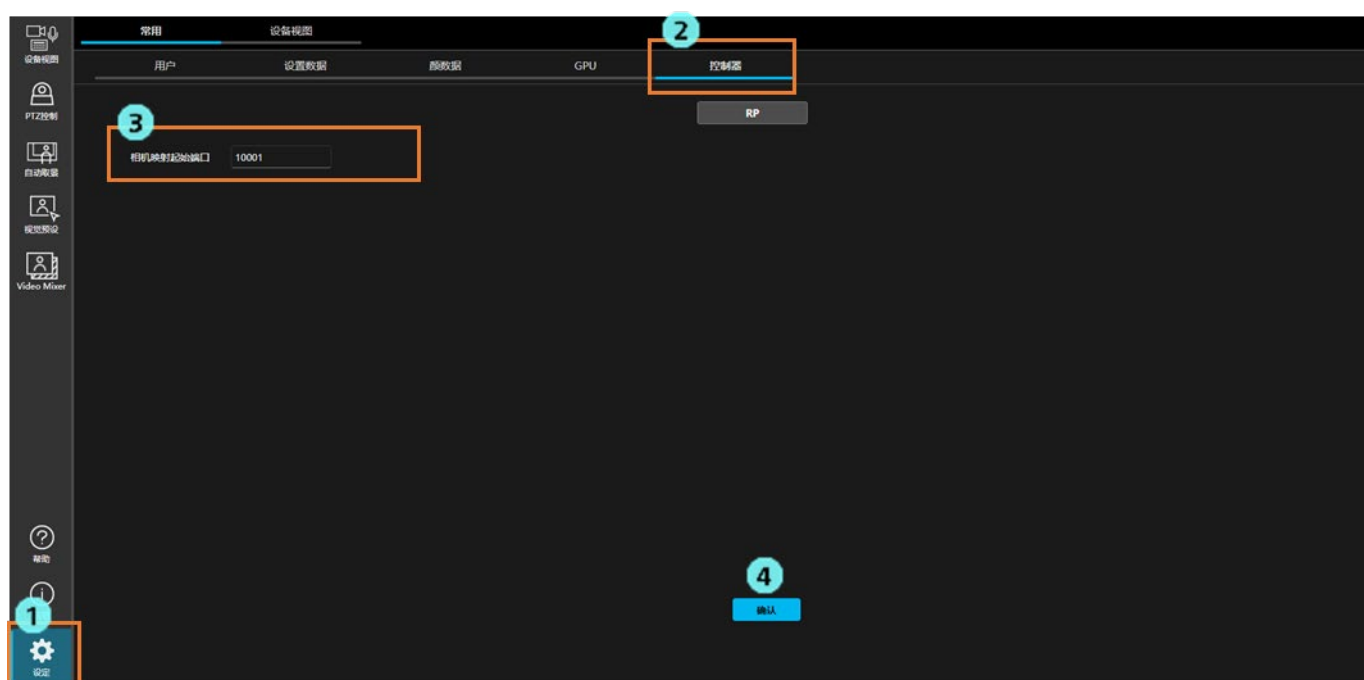 设备视图
PTZ控制
自动取景
视觉预设
Video Mixer
帮助
1
设定
常用
设备视图
2
用户
设置数据
颜数据
GPU
控制器
RP
3
相机映射起始端口
10001
4
确认